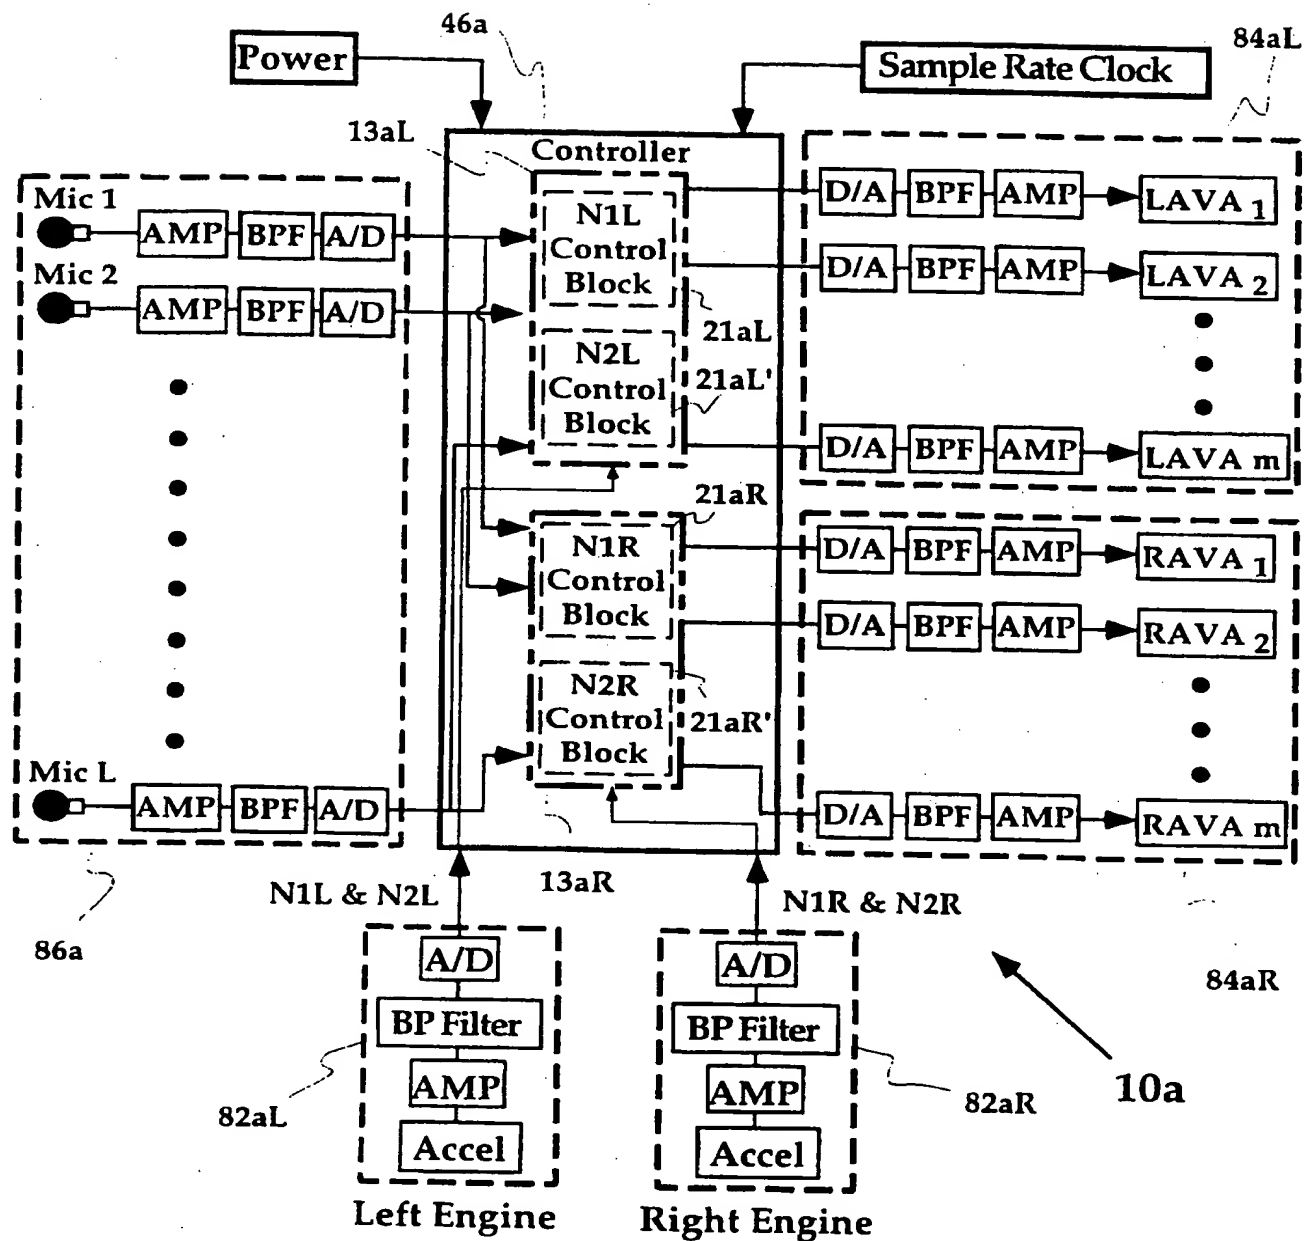 46a
84aL
Power
Sample Rate Clock
13aL
Controller
Mic 1
AMP BPF A/D
Mic 2
AMP BPF A/D
Mic L
AMP BPF A/D
86a
N1L
Control
Block
21aL
N2L
Control
Block
21aL'
21aR
N1R
Control
Block
N2R
Control
Block
21aR'
13aR
D/A BPF AMP LAVA 1
D/A BPF AMP LAVA 2
D/A BPF AMP LAVA m
D/A BPF AMP RAVA 1
D/A BPF AMP RAVA 2
D/A BPF AMP RAVA m
84aR
N1L & N2L
A/D
BP Filter
AMP
Accel
82aL
Left Engine
N1R & N2R
A/D
BP Filter
AMP
Accel
82aR
Right Engine
10a